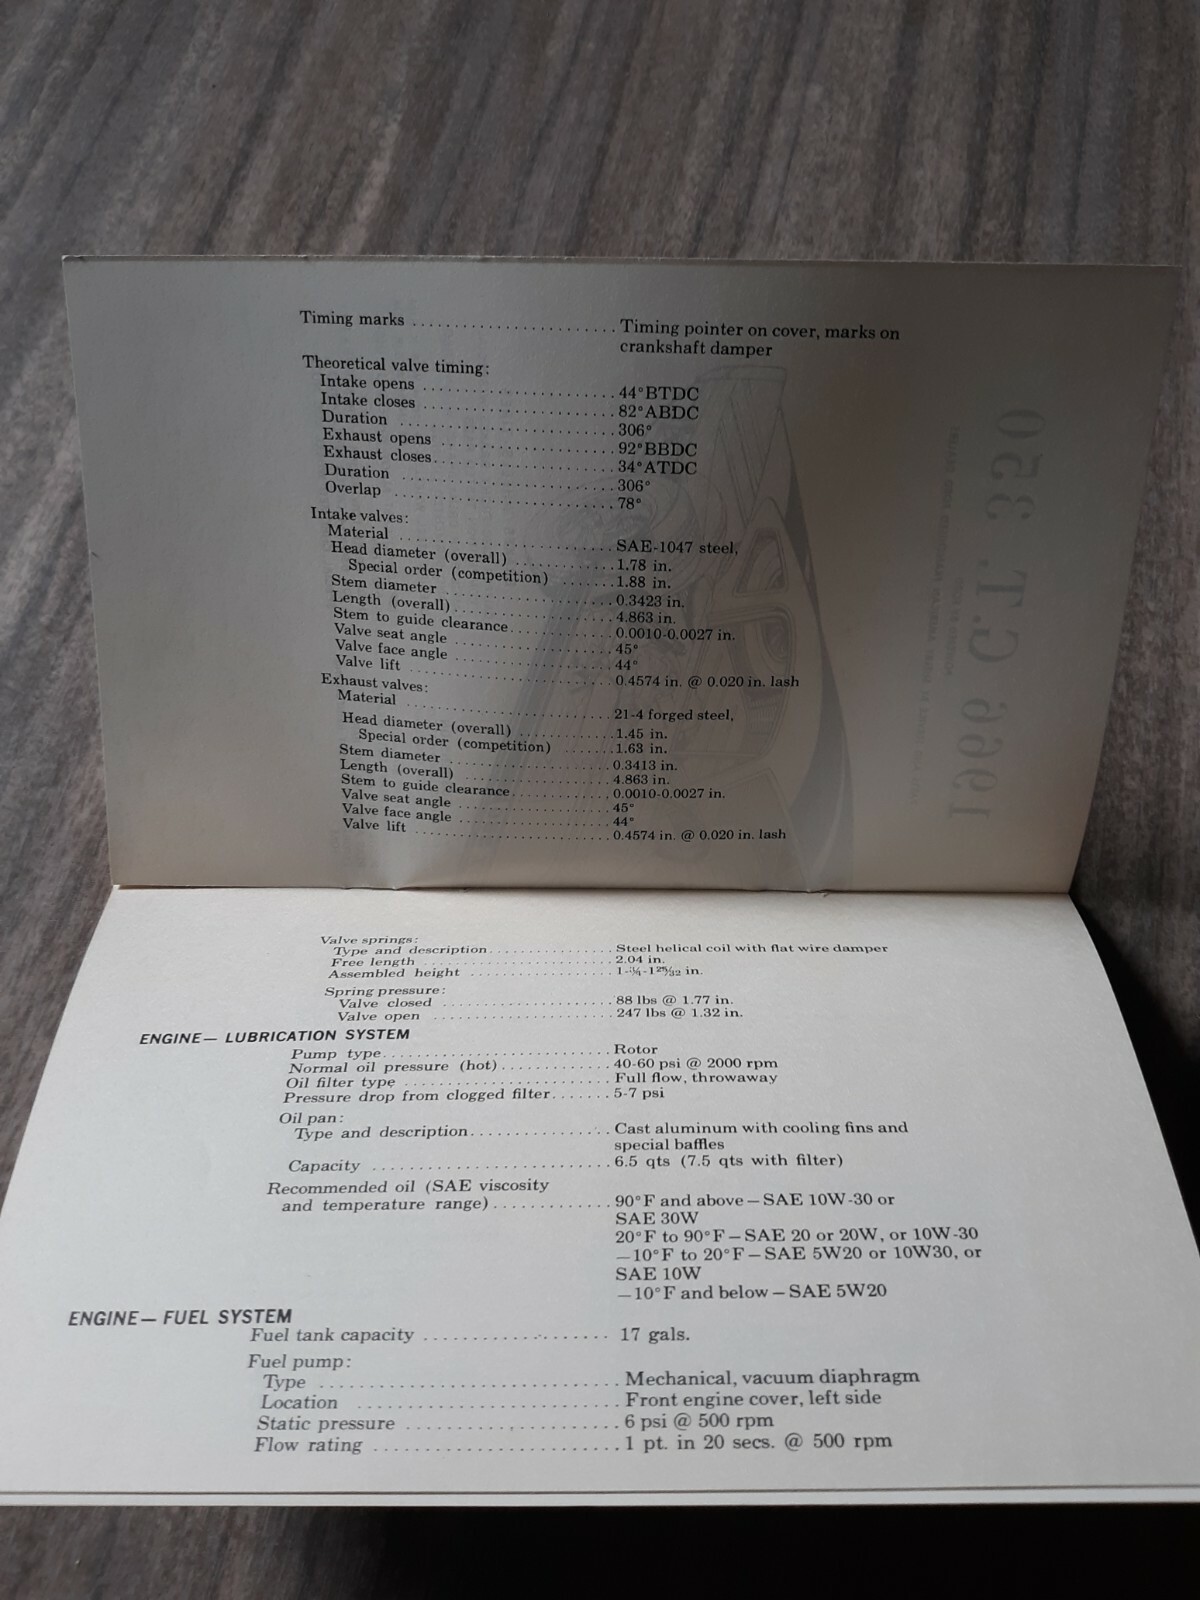 Timing marks ........................ Timing pointer on cover, marks on
crankshaft damper
Theoretical valve timing:
Intake opens ........................ 44°BTDC
Intake closes ........................ 82°ABDC
Duration ........................ 306°
Exhaust opens ........................ 92°BBDC
Exhaust closes ........................ 34°ATDC
Duration ........................ 306°
Overlap ........................ 78°
Intake valves:
Material ........................ SAE-1047 steel,
Head diameter (overall) ............ 1.78 in.
Special order (competition) ....... 1.88 in.
Stem diameter .................... 0.3423 in.
Length (overall) .................... 4.863 in.
Stem to guide clearance ............ 0.0010-0.0027 in.
Valve seat angle .................... 45°
Valve face angle .................... 44°
Valve lift ........................ 0.4574 in. @ 0.020 in. lash
Exhaust valves:
Material ........................ 21-4 forged steel,
Head diameter (overall) ............ 1.45 in.
Special order (competition) ....... 1.63 in.
Stem diameter .................... 0.3413 in.
Length (overall) .................... 4.863 in.
Stem to guide clearance ............ 0.0010-0.0027 in.
Valve seat angle .................... 45°
Valve face angle .................... 44°
Valve lift ........................ 0.4574 in. @ 0.020 in. lash
1966 G.T. 350
Valve springs:
Type and description ............... Steel helical coil with flat wire damper
Free length ........................ 2.04 in.
Assembled height .................. in.
Spring pressure:
Valve closed ...................... 88 lbs @ 1.77 in.
Valve open ........................ 247 lbs @ 1.32 in.
ENGINE— LUBRICATION SYSTEM
Pump type ........................ Rotor
Normal oil pressure (hot) ............ 40-60 psi @ 2000 rpm
Oil filter type ...................... Full flow, throwaway
Pressure drop from clogged filter ....... 5-7 psi
Oil pan:
Type and description ............... Cast aluminum with cooling fins and
special baffles
Capacity ........................ 6.5 qts (7.5 qts with filter)
Recommended oil (SAE viscosity
and temperature range) .............. 90°F and above — SAE 10W-30 or
SAE 30W
20°F to 90°F — SAE 20 or 20W, or 10W-30
—10°F to 20°F — SAE 5W20 or 10W30, or
SAE 10W
—10°F and below — SAE 5W20
ENGINE— FUEL SYSTEM
Fuel tank capacity .................. 17 gals.
Fuel pump:
Type ............................ Mechanical, vacuum diaphragm
Location ........................ Front engine cover, left side
Static pressure .................... 6 psi @ 500 rpm
Flow rating ........................ 1 pt. in 20 secs. @ 500 rpm